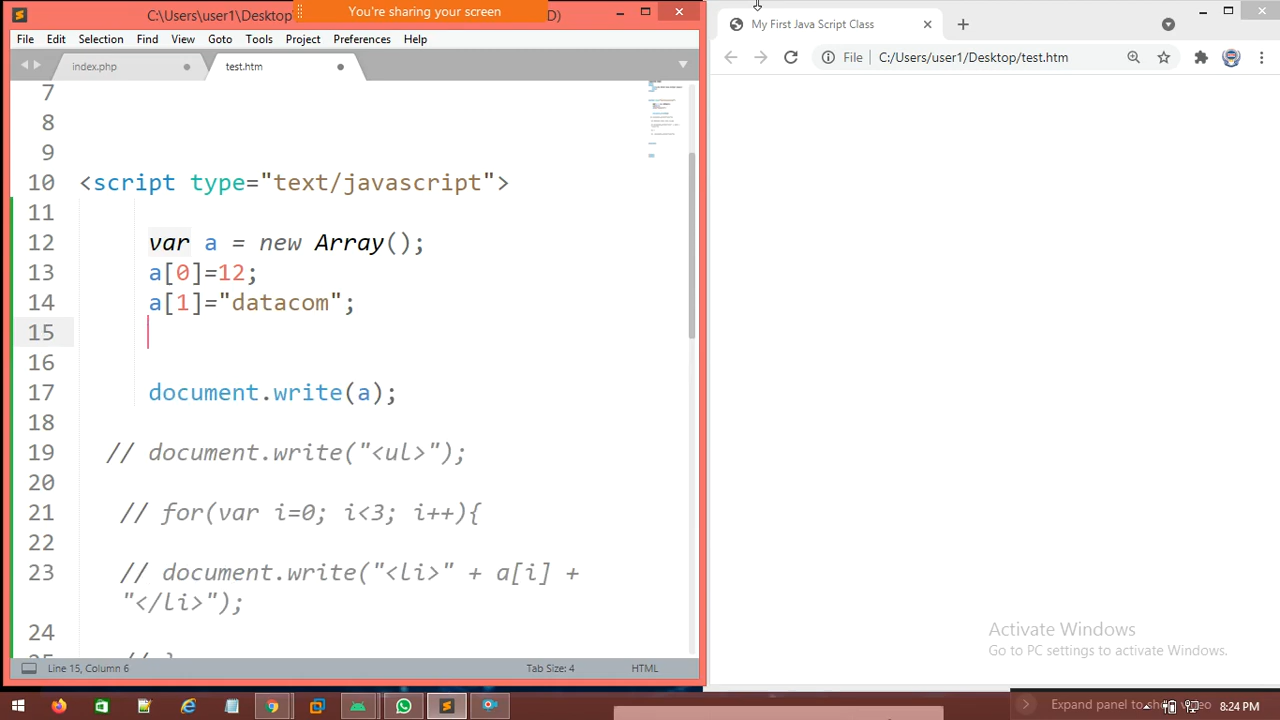 C:\Users\user1\Desktop
You're sharing your screen
D)
File Edit Selection Find View Goto Tools Project Preferences Help
index.php
test.htm
7
8
9
10 <script type="text/javascript">
11
12 var a = new Array();
13 a[0]=12;
14 a[1]="datacom";
15
16
17 document.write(a);
18
19 // document.write("<ul>");
20
21 // for(var i=0; i<3; i++){
22
23 // document.write("<li>" + a[i] +
"</li>");
24
25 // }
Line 15, Column 6
Tab Size: 4
HTML
My First Java Script Class
File C:/Users/user1/Desktop/test.htm
Activate Windows
Go to PC settings to activate Windows.
Expand panel to
8:24 PM